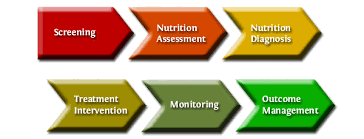 Screening
Nutrition
Assessment
Nutrition
Diagnosis
Treatment
Intervention
Monitoring
Outcome
Management